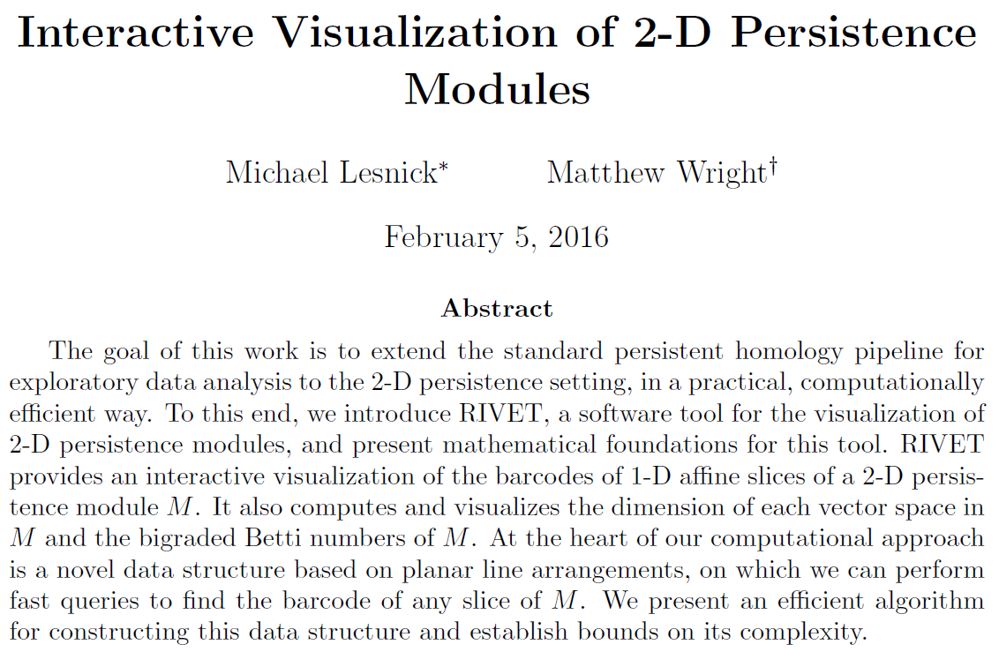 Interactive Visualization of 2-D Persistence
Modules
Michael Lesnick* Matthew Wright†
February 5, 2016
Abstract
The goal of this work is to extend the standard persistent homology pipeline for
exploratory data analysis to the 2-D persistence setting, in a practical, computationally
efficient way. To this end, we introduce RIVET, a software tool for the visualization of
2-D persistence modules, and present mathematical foundations for this tool. RIVET
provides an interactive visualization of the barcodes of 1-D affine slices of a 2-D persis-
tence module M. It also computes and visualizes the dimension of each vector space in
M and the bigraded Betti numbers of M. At the heart of our computational approach
is a novel data structure based on planar line arrangements, on which we can perform
fast queries to find the barcode of any slice of M. We present an efficient algorithm
for constructing this data structure and establish bounds on its complexity.